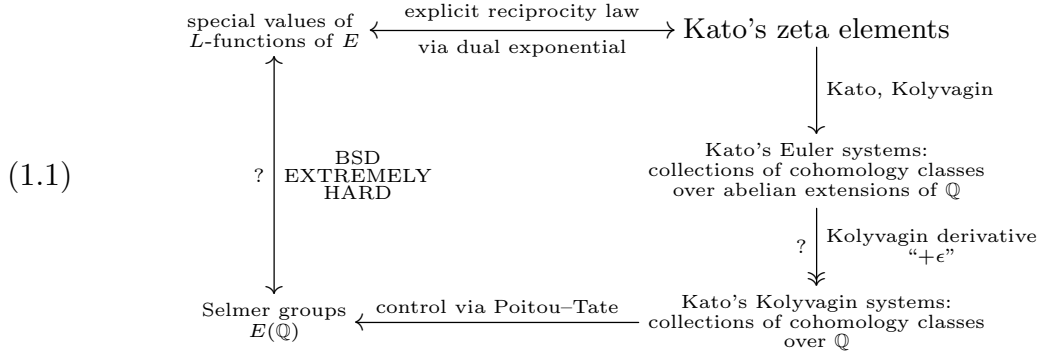 special values of
L-functions of E
explicit reciprocity law
via dual exponential
Kato's zeta elements
Kato, Kolyvagin
(1.1)
?
BSD
EXTREMELY
HARD
Kato's Euler systems:
collections of cohomology classes
over abelian extensions of ℚ
?
Kolyvagin derivative
“+ϵ”
Selmer groups
E(ℚ)
control via Poitou–Tate
Kato's Kolyvagin systems:
collections of cohomology classes
over ℚ